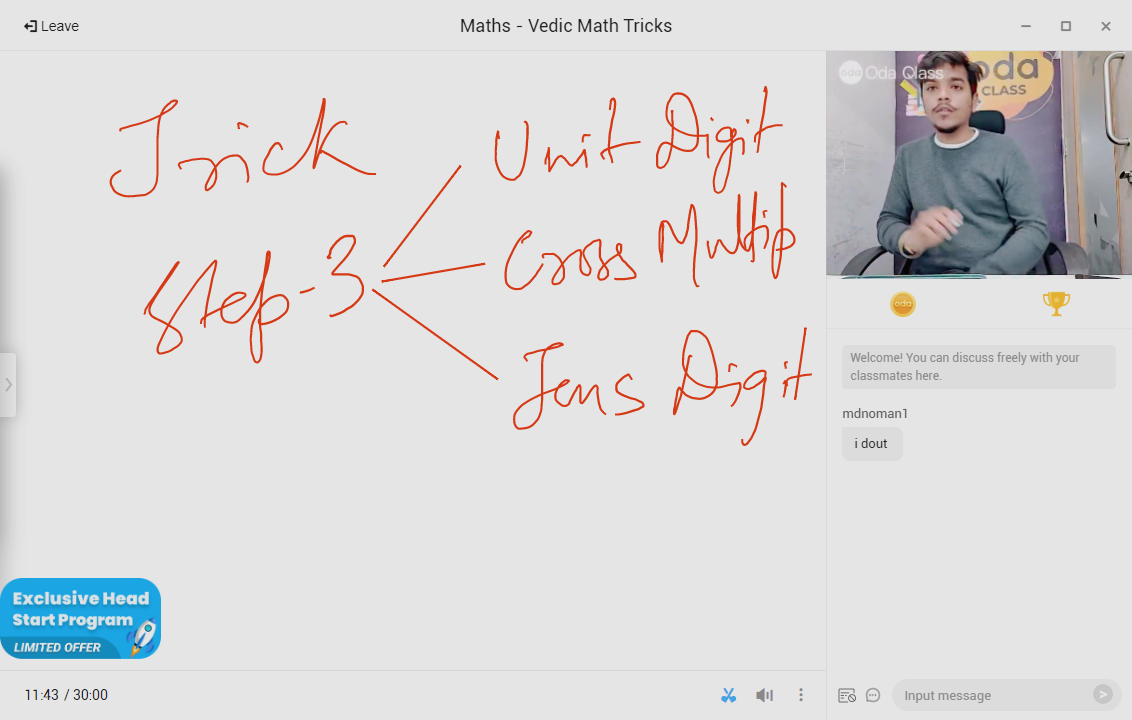 Leave
Maths - Vedic Math Tricks
Trick
Step-3
Unit Digit
Cross Multip
Tens Digit
oda
Oda Class
oda
CLASS
oda
Welcome! You can discuss freely with your
classmates here.
mdnoman1
i dout
Exclusive Head
Start Program
LIMITED OFFER
11:43 / 30:00
Input message